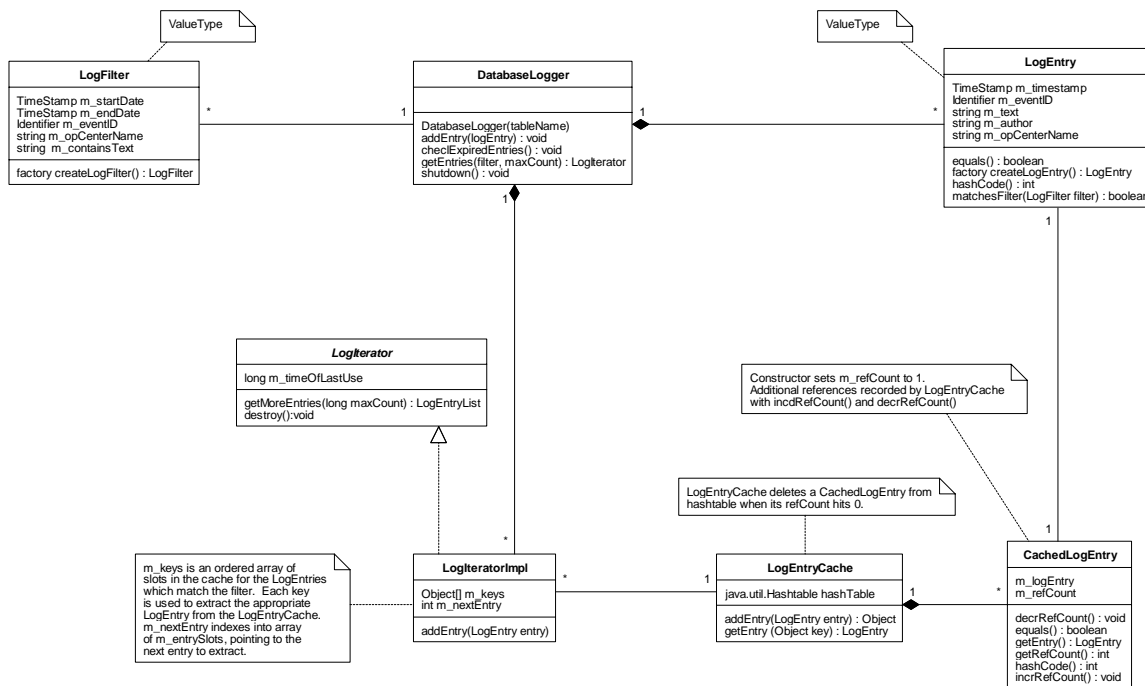 ValueType
ValueType
LogFilter
TimeStamp m_startDate
TimeStamp m_endDate
Identifier m_eventID
string m_opCenterName
string m_containsText
factory createLogFilter() : LogFilter
*
1
DatabaseLogger
DatabaseLogger(tableName)
addEntry(logEntry) : void
checlExpiredEntries() : void
getEntries(filter, maxCount) : LogIterator
shutdown() : void
1
*
1
LogEntry
TimeStamp m_timestamp
Identifier m_eventID
string m_text
string m_author
string m_opCenterName
equals() : boolean
factory createLogEntry() : LogEntry
hashCode() : int
matchesFilter(LogFilter filter) : boolean
1
LogIterator
long m_timeOfLastUse
getMoreEntries(long maxCount) : LogEntryList
destroy():void
Constructor sets m_refCount to 1.
Additional references recorded by LogEntryCache
with incdRefCount() and decrRefCount()
LogEntryCache deletes a CachedLogEntry from
hashtable when its refCount hits 0.
m_keys is an ordered array of
slots in the cache for the LogEntries
which match the filter. Each key
is used to extract the appropriate
LogEntry from the LogEntryCache.
m_nextEntry indexes into array
of m_entrySlots, pointing to the
next entry to extract.
*
LogIteratorImpl
Object[] m_keys
int m_nextEntry
addEntry(LogEntry entry)
*
1
LogEntryCache
java.util.Hashtable hashTable
addEntry(LogEntry entry) : Object
getEntry (Object key) : LogEntry
1
*
1
CachedLogEntry
m_logEntry
m_refCount
decrRefCount() : void
equals() : boolean
getEntry() : LogEntry
getRefCount() : int
hashCode() : int
incrRefCount() : void